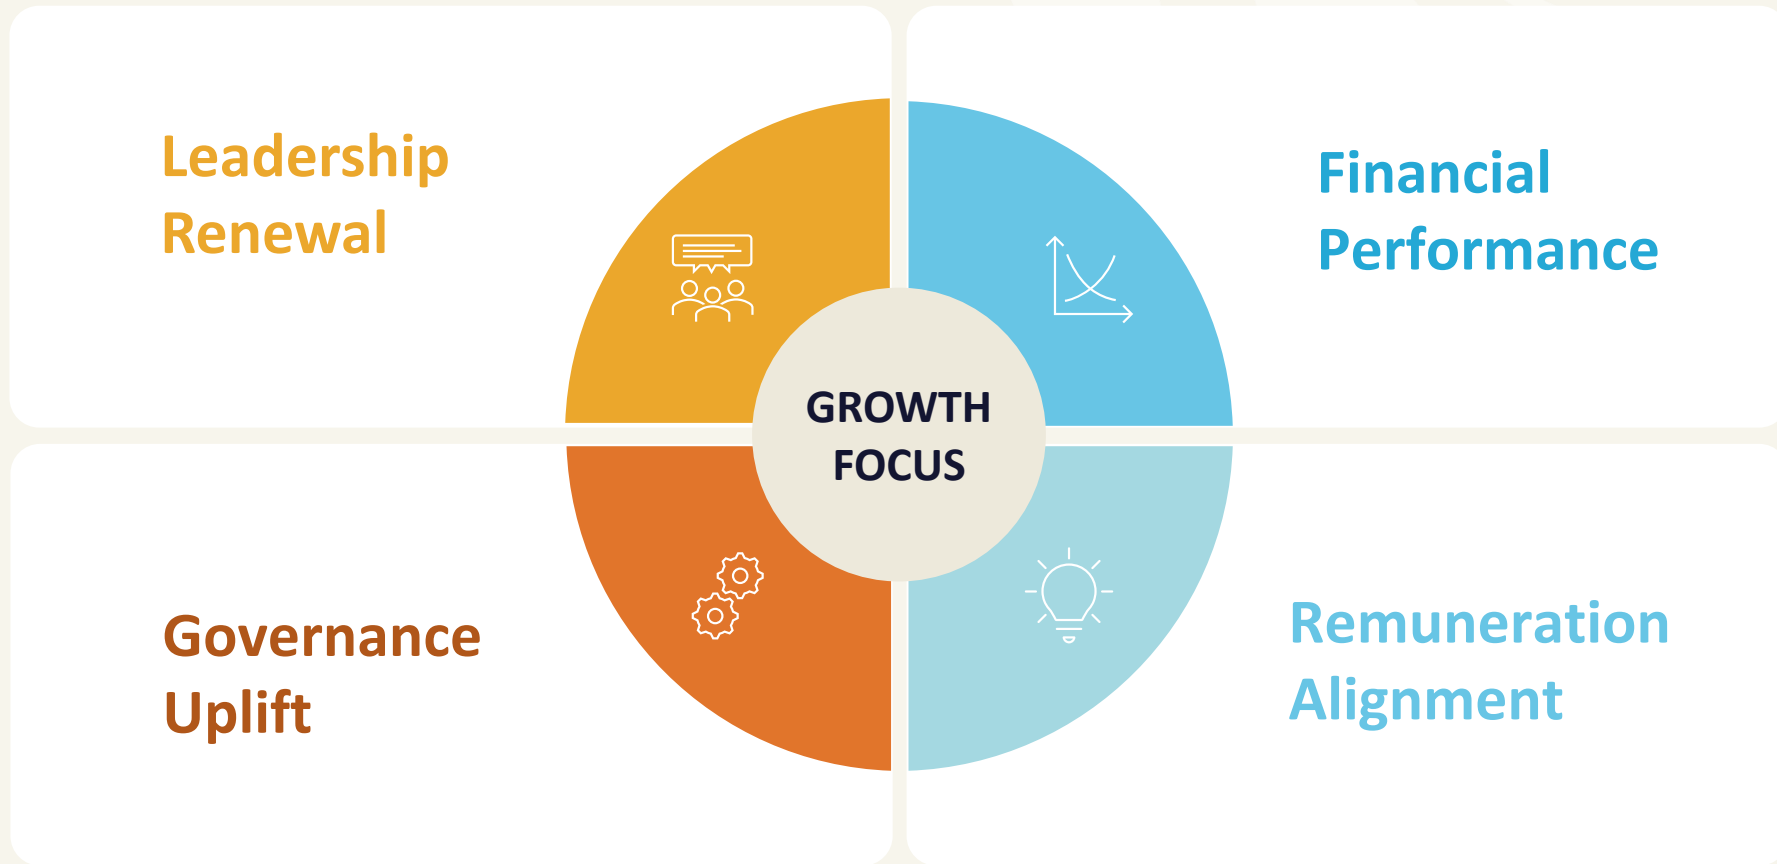 Leadership
Renewal
Financial
Performance
GROWTH
FOCUS
Governance
Uplift
Remuneration
Alignment